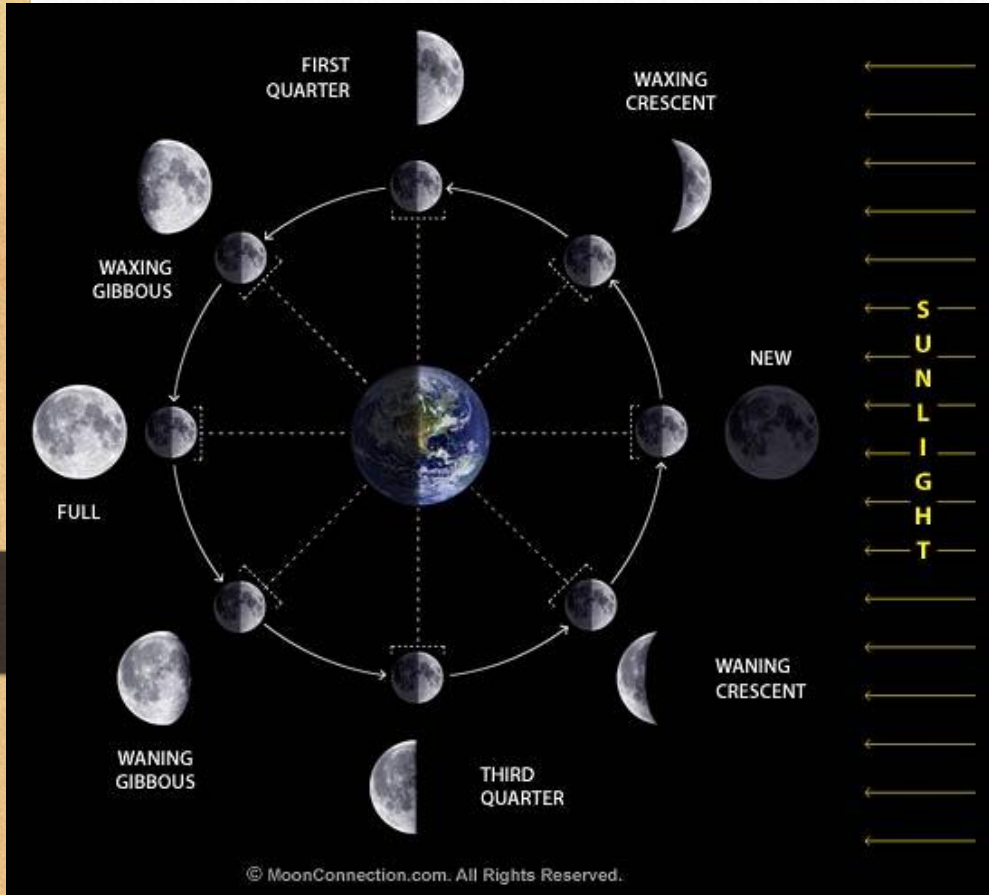 FIRST
QUARTER
WAXING
CRESCENT
WAXING
GIBBOUS
NEW
SUNLIGHT
FULL
WANING
CRESCENT
WANING
GIBBOUS
THIRD
QUARTER
© MoonConnection.com. All Rights Reserved.